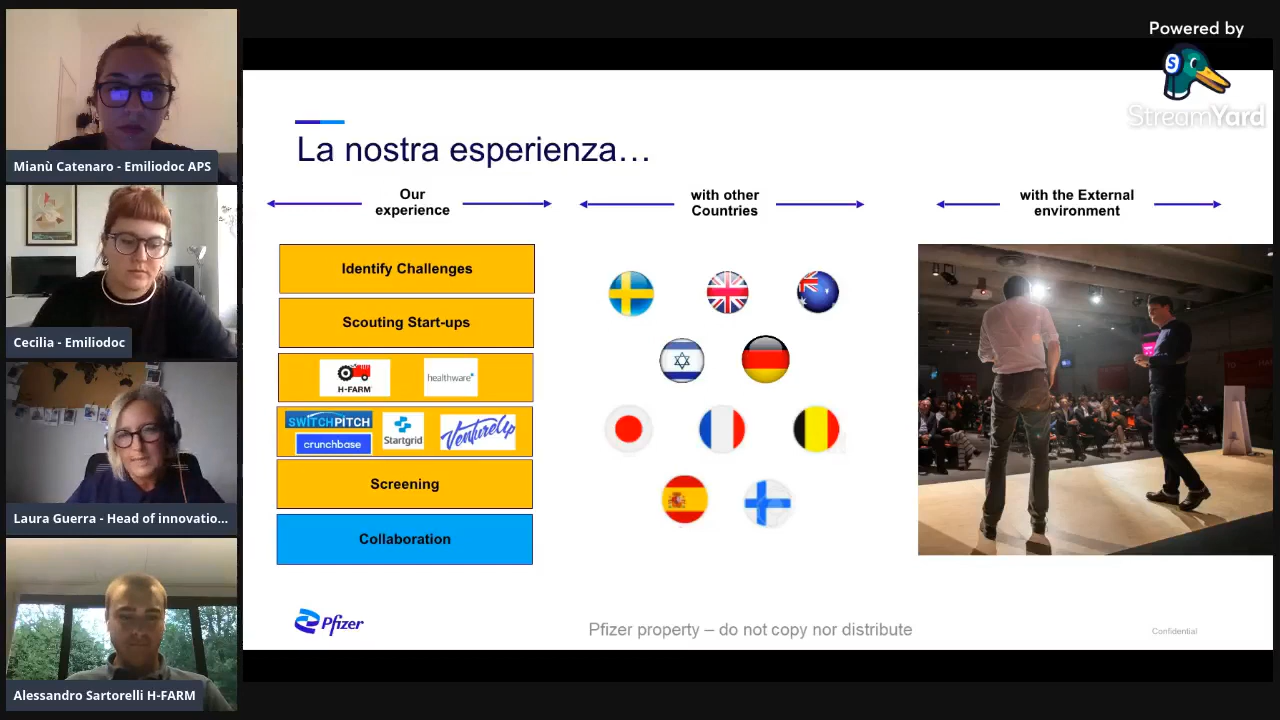 Powered by
StreamYard
Mianù Catenaro - Emiliodoc APS
Cecilia - Emiliodoc
Laura Guerra - Head of innovatio...
Alessandro Sartorelli H-FARM
La nostra esperienza...
Our
experience
with other
Countries
with the External
environment
Identify Challenges
Scouting Start-ups
H-FARM
healthware
SWITCHPITCH
crunchbase
Startgrid
VentureUp
Screening
Collaboration
Pfizer
Pfizer property – do not copy nor distribute
Confidential